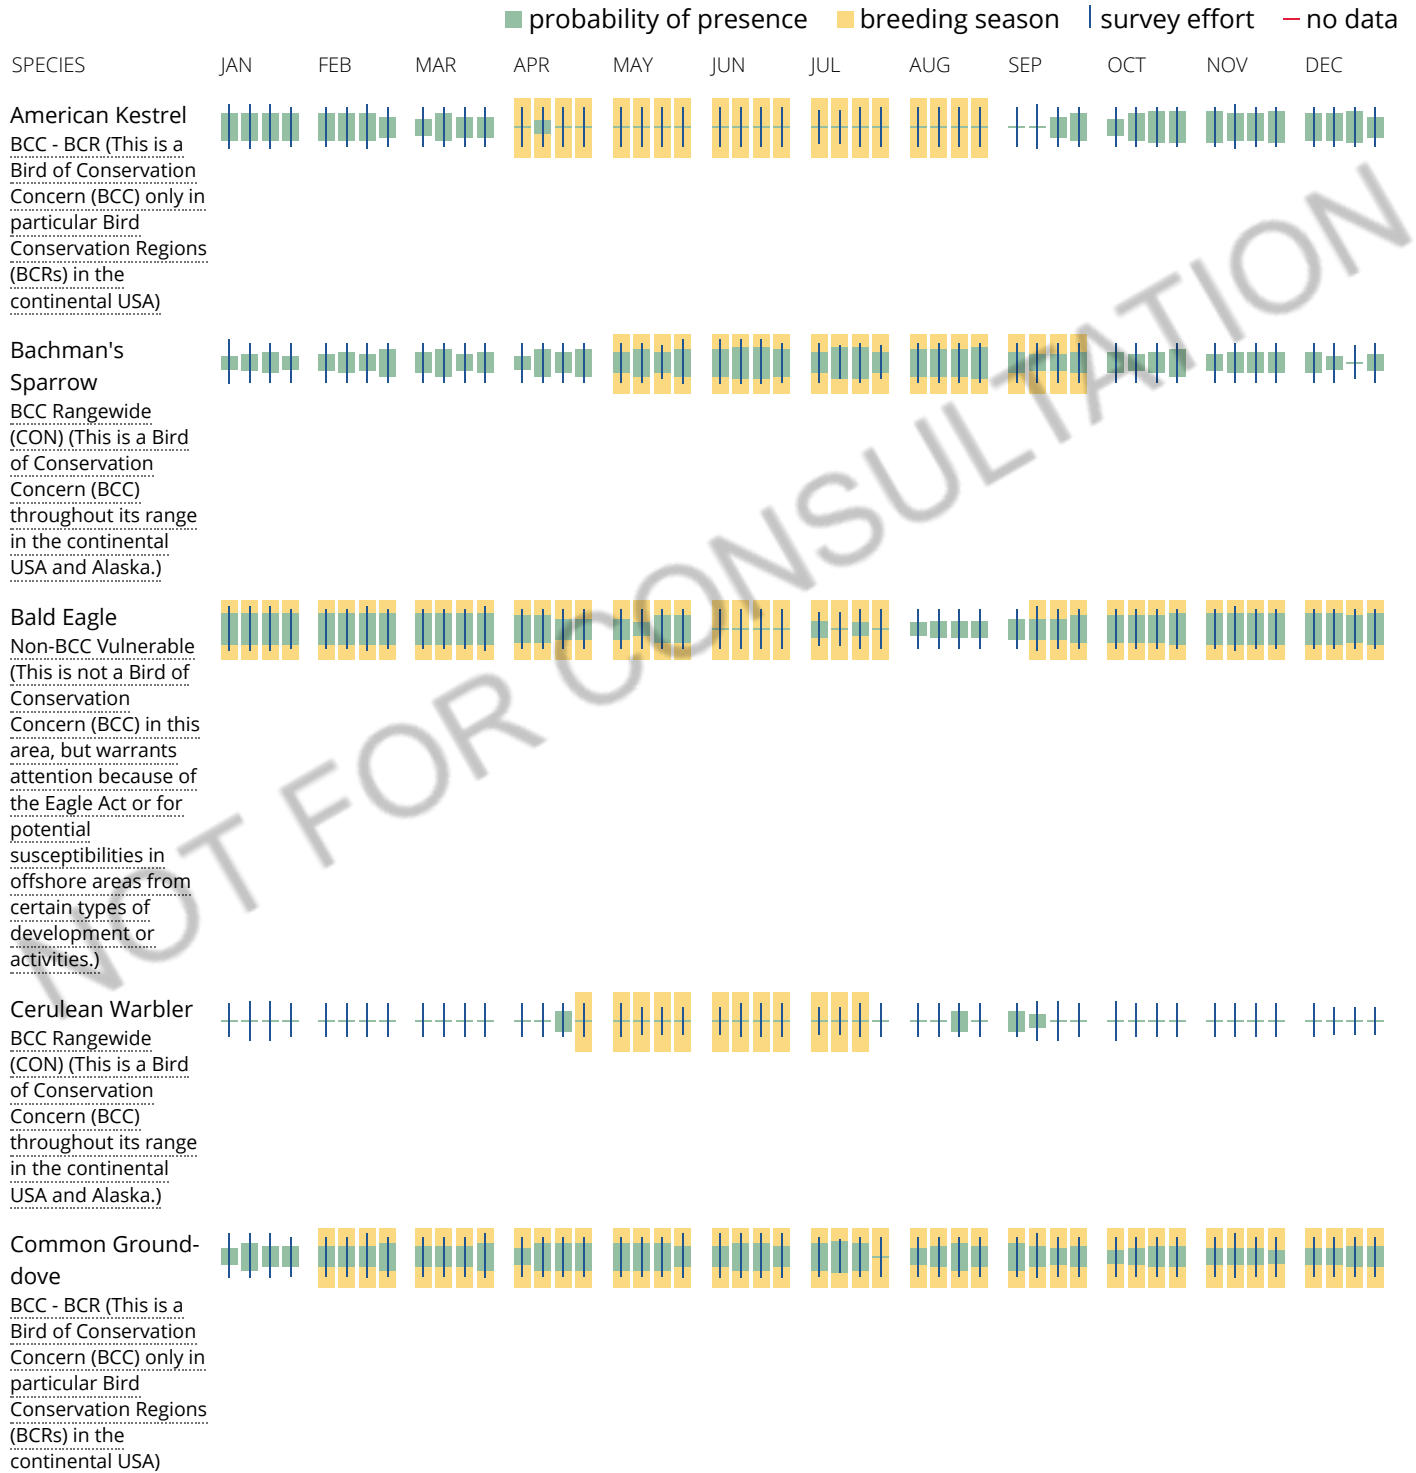 probability of presence breeding season survey effort no data
SPECIES JAN FEB MAR APR MAY JUN JUL AUG SEP OCT NOV DEC
American Kestrel
BCC - BCR (This is a
Bird of Conservation
Concern (BCC) only in
particular Bird
Conservation Regions
(BCRs) in the
continental USA)
Bachman's
Sparrow
BCC Rangewide
(CON) (This is a Bird
of Conservation
Concern (BCC)
throughout its range
in the continental
USA and Alaska.)
Bald Eagle
Non-BCC Vulnerable
(This is not a Bird of
Conservation
Concern (BCC) in this
area, but warrants
attention because of
the Eagle Act or for
potential
susceptibilities in
offshore areas from
certain types of
development or
activities.)
Cerulean Warbler
BCC Rangewide
(CON) (This is a Bird
of Conservation
Concern (BCC)
throughout its range
in the continental
USA and Alaska.)
Common Ground-
dove
BCC - BCR (This is a
Bird of Conservation
Concern (BCC) only in
particular Bird
Conservation Regions
(BCRs) in the
continental USA)
NOT FOR CONSULTATION